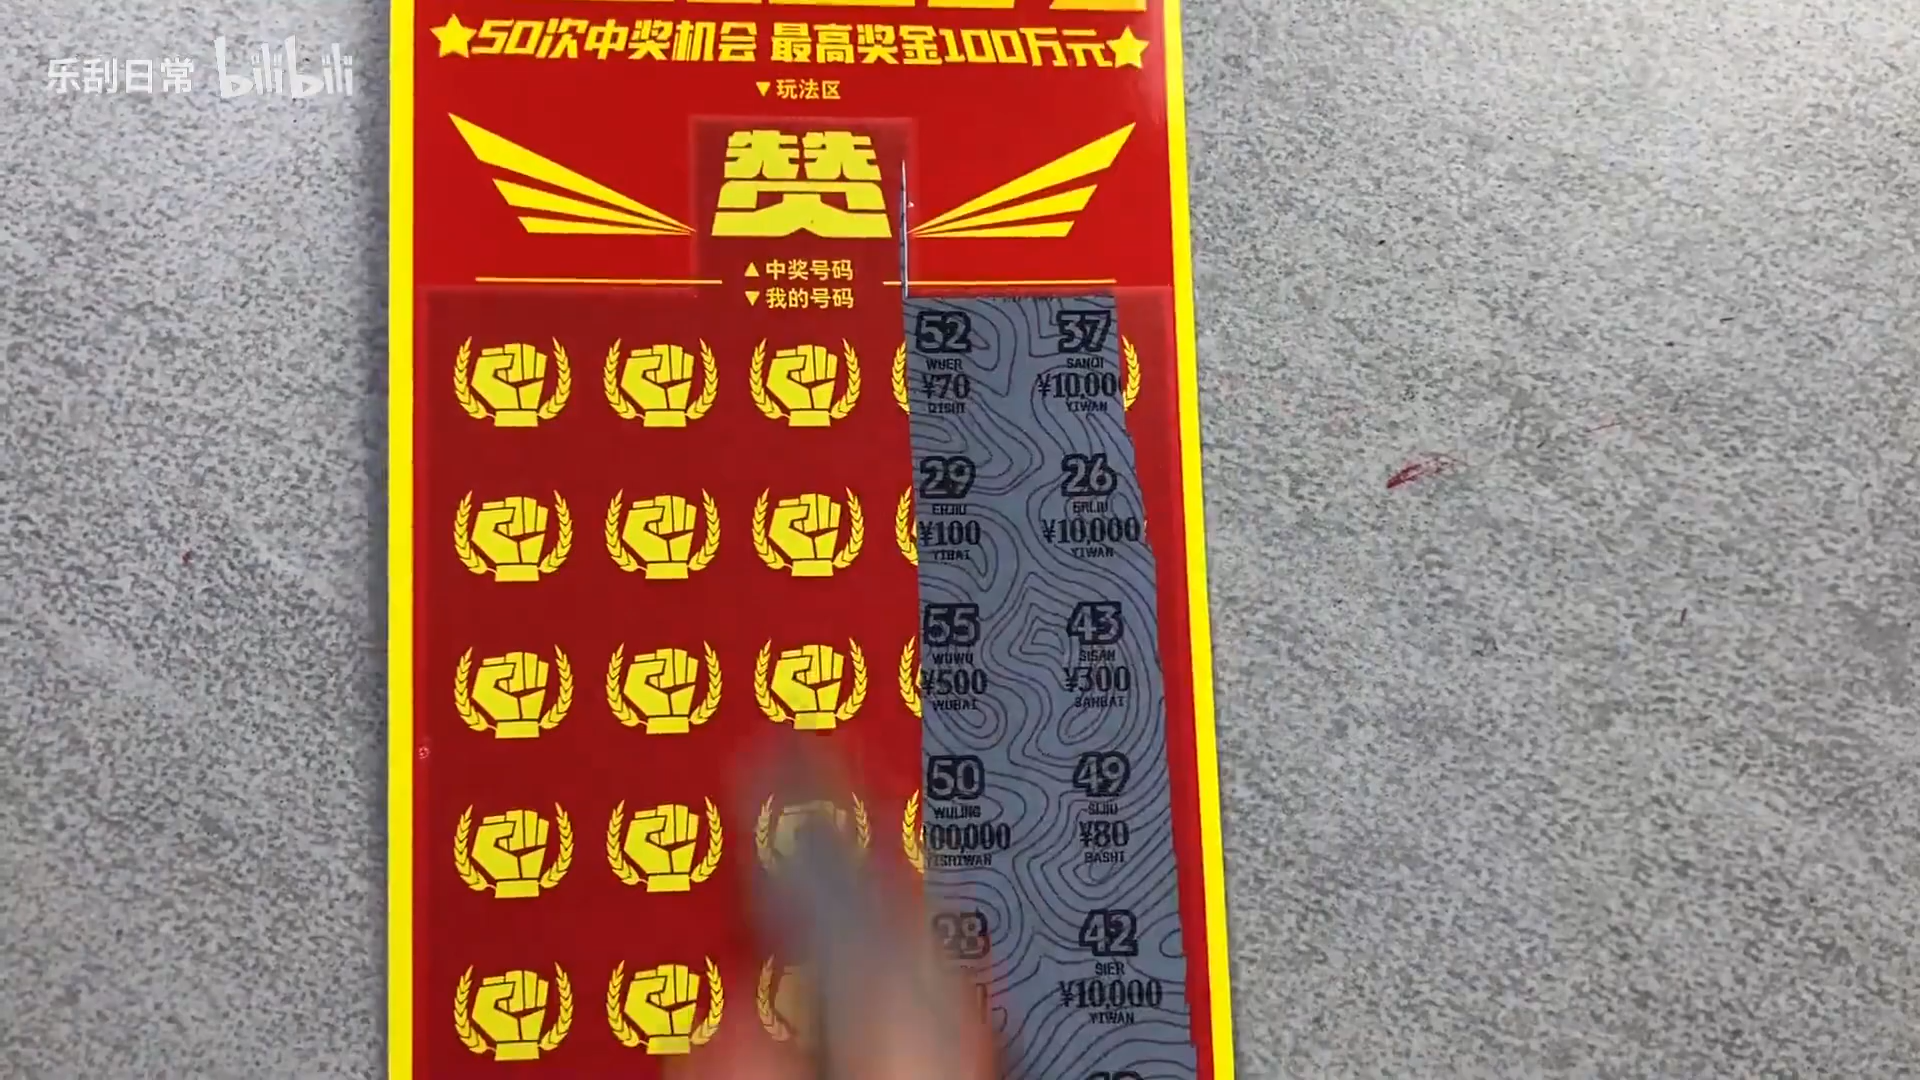 ★50次中奖机会 最高奖金100万元★
乐刮日常 bilibili
▼玩法区
赞
▲中奖号码
▼我的号码
52 37
WUER SANQI
¥70 ¥10,000
QISHI YIWAN
29 26
ERJIU ERLIU
¥100 ¥10,000
YIBAI YIWAN
55 43
WUWU SISAN
¥500 ¥300
WUBAI SANBAI
50 49
WULING SIJIU
00,000 ¥80
YISHIWAN BASHI
28 42
SIER
¥10,000
YIWAN